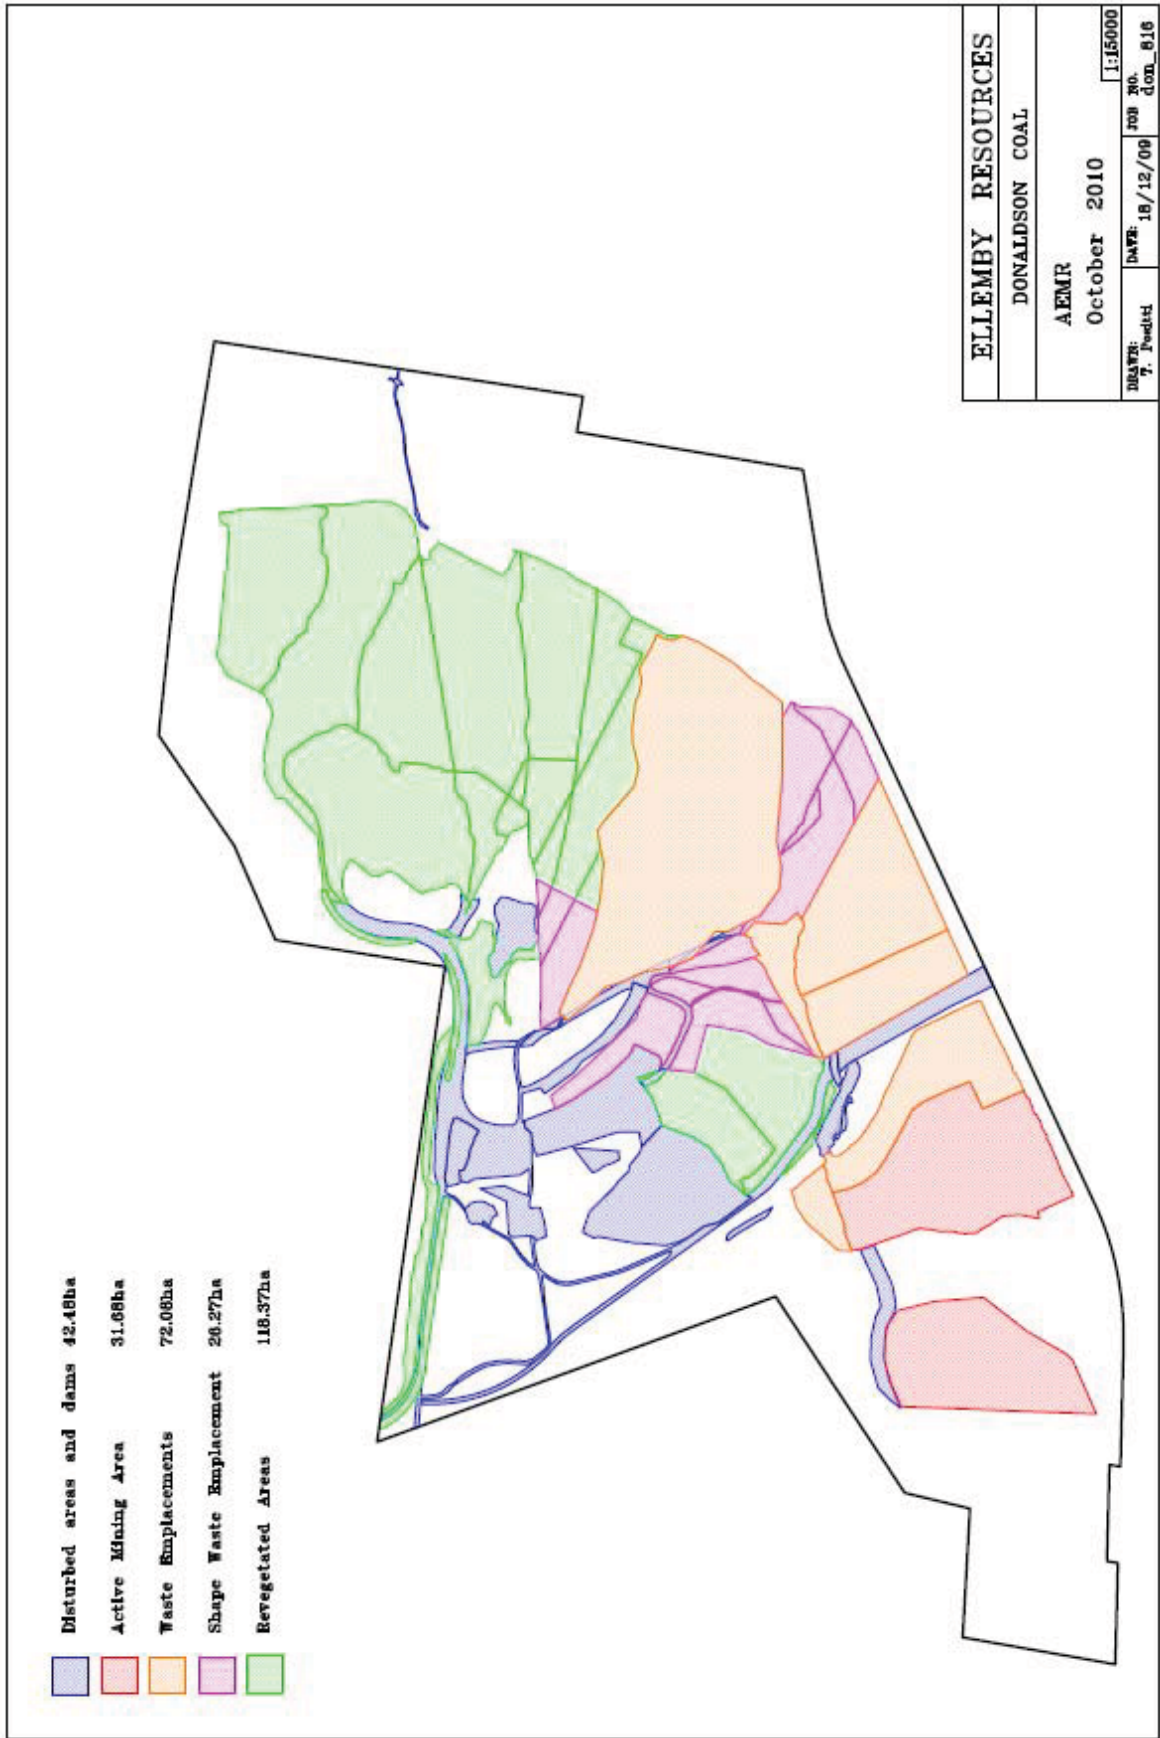 Disturbed areas and dams 42.48ha
Active Mining Area 31.68ha
Waste Emplacements 72.08ha
Shape Waste Emplacement 26.27ha
Revegetated Areas 118.37ha
ELLEMBY RESOURCES
DONALDSON COAL
AEMR
October 2010
1:15000
DRAWN: DATE: 18/12/09 JOB NO. don_816